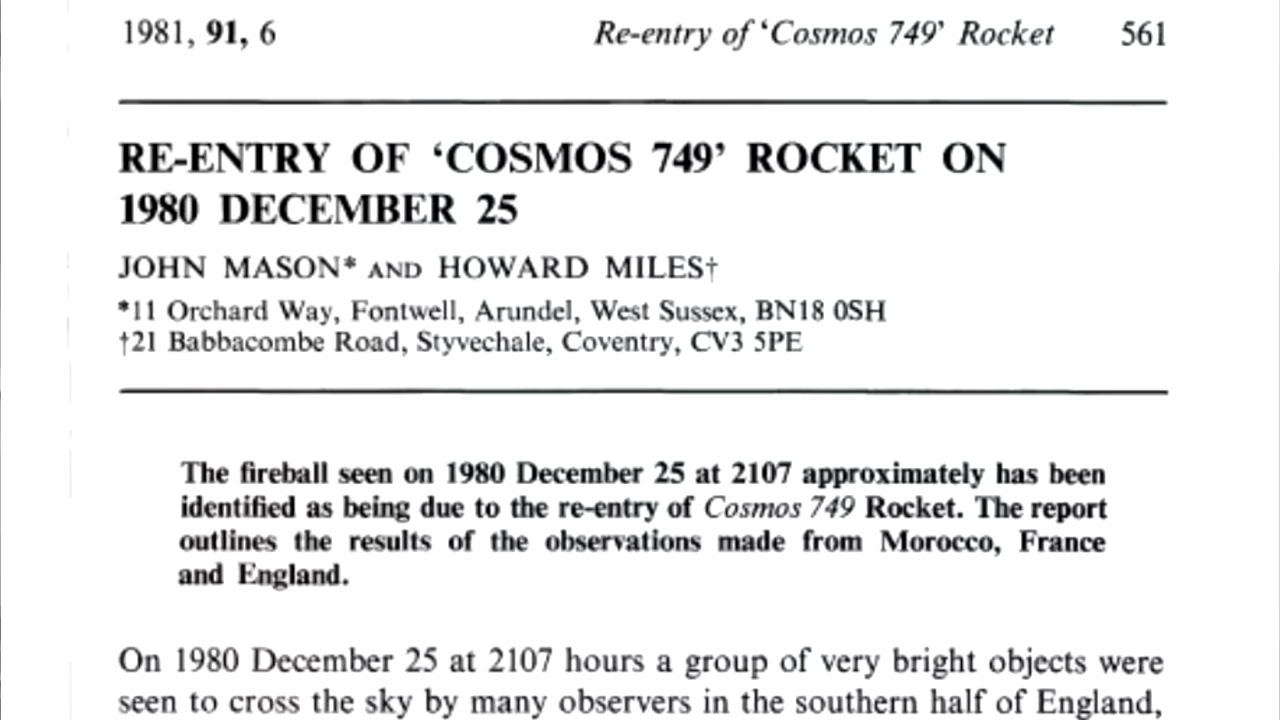 1981, 91, 6 Re-entry of ‘Cosmos 749’ Rocket 561
RE-ENTRY OF ‘COSMOS 749’ ROCKET ON
1980 DECEMBER 25
JOHN MASON* AND HOWARD MILES†
*11 Orchard Way, Fontwell, Arundel, West Sussex, BN18 0SH
†21 Babbacombe Road, Styvechale, Coventry, CV3 5PE
The fireball seen on 1980 December 25 at 2107 approximately has been
identified as being due to the re-entry of Cosmos 749 Rocket. The report
outlines the results of the observations made from Morocco, France
and England.
On 1980 December 25 at 2107 hours a group of very bright objects were
seen to cross the sky by many observers in the southern half of England,